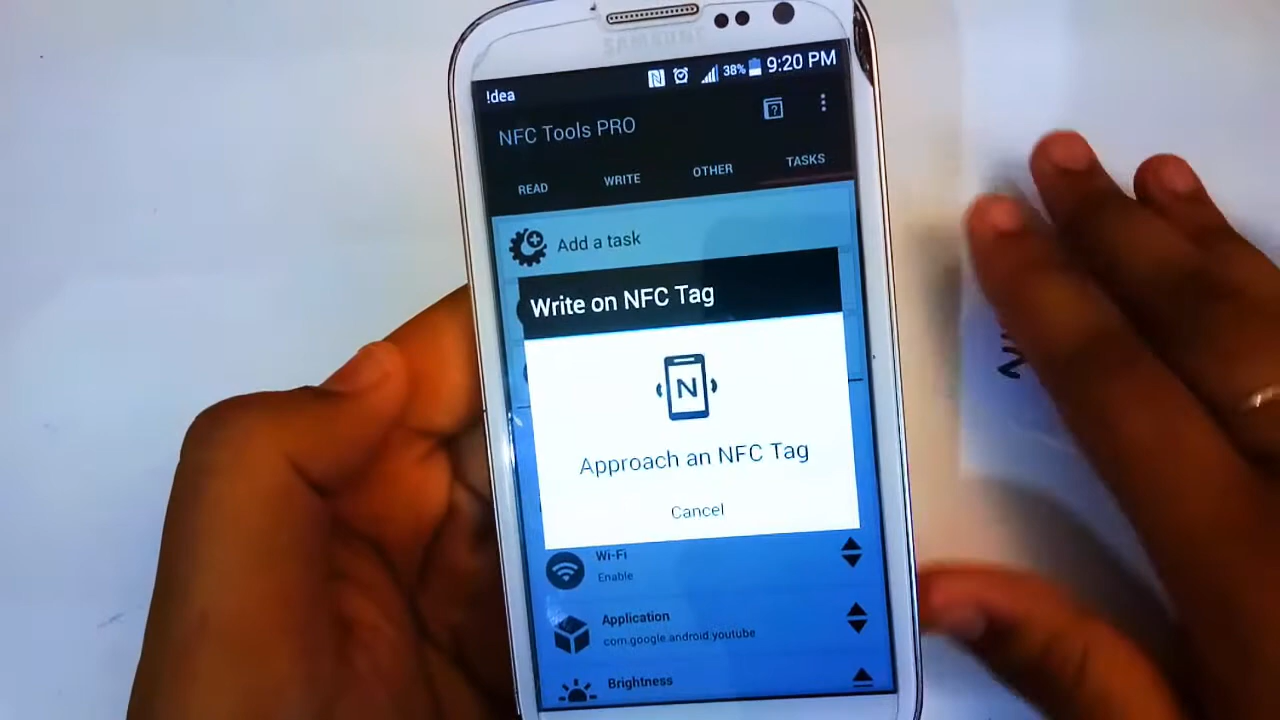 SAMSUNG
!dea
38%
9:20 PM
NFC Tools PRO
READ
WRITE
OTHER
TASKS
Add a task
Write on NFC Tag
N
Approach an NFC Tag
Cancel
Wi-Fi
Enable
Application
com.google.android.youtube
Brightness